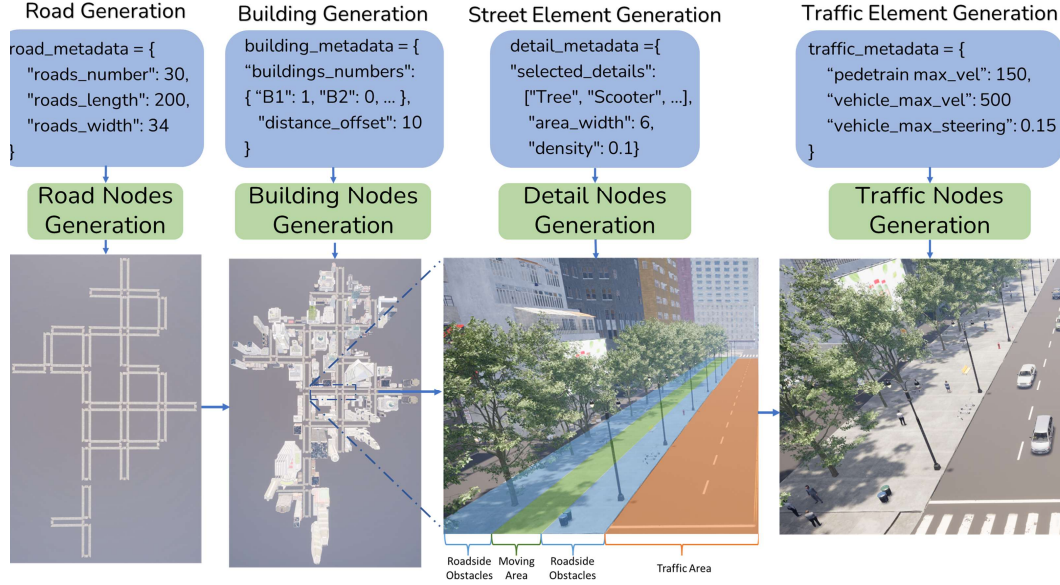 Road Generation
road_metadata = {
"roads_number": 30,
"roads_length": 200,
"roads_width": 34
}
Road Nodes
Generation
Building Generation
building_metadata = {
“buildings_numbers":
{ “B1": 1, "B2": 0, ... },
"distance_offset": 10
}
Building Nodes
Generation
Street Element Generation
detail_metadata ={
"selected_details":
["Tree", "Scooter", ...],
"area_width": 6,
"density": 0.1}
Detail Nodes
Generation
Traffic Element Generation
traffic_metadata = {
“pedetrain max_vel”: 150,
“vehicle_max_vel”: 500
“vehicle_max_steering”: 0.15
}
Traffic Nodes
Generation
Roadside
Obstacles
Moving
Area
Roadside
Obstacles
Traffic Area